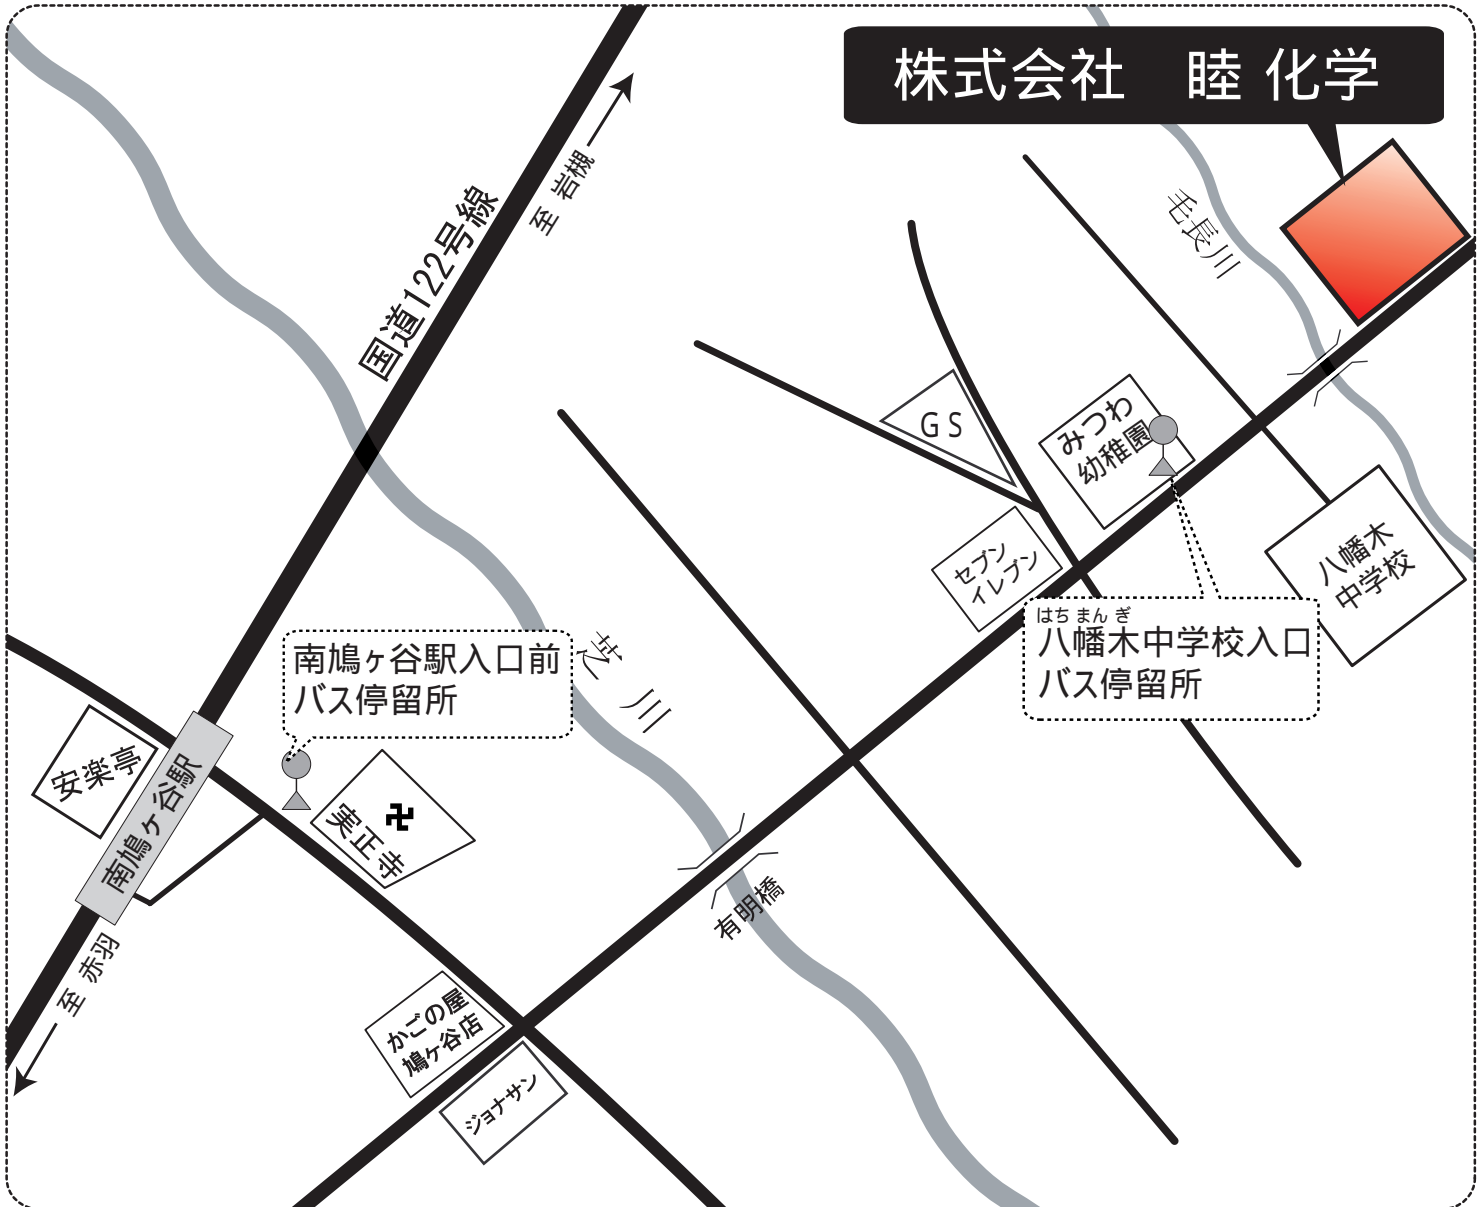 株式会社　睦 化学
至 岩槻
国道122号線
毛長川
GS
みつわ
幼稚園
セブン
イレブン
八幡木
中学校
はちまんぎ
八幡木中学校入口
バス停留所
南鳩ヶ谷駅入口前
バス停留所
芝川
安楽亭
南鳩ヶ谷駅
卍
実正寺
有明橋
至 赤羽
かごの屋
鳩ヶ谷店
ジョナサン